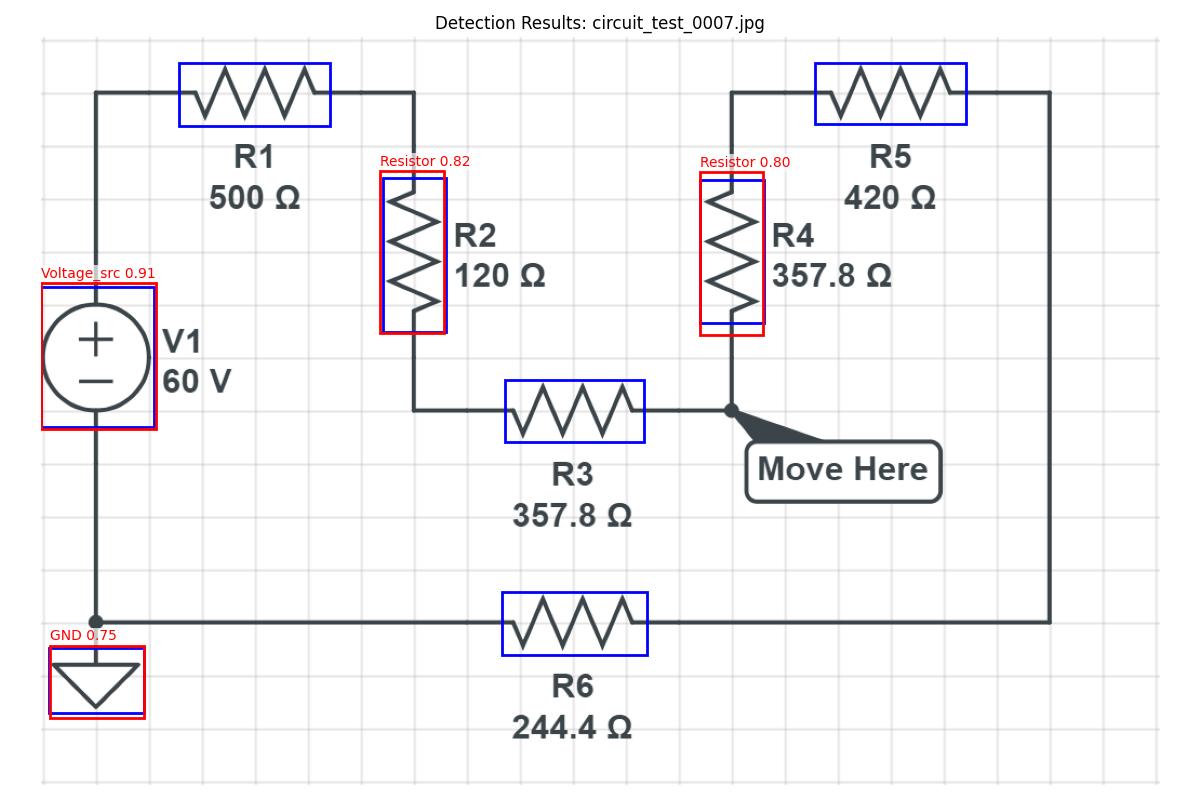 Detection Results: circuit_test_0007.jpg
R1
500 Ω
R5
420 Ω
Resistor 0.82
R2
120 Ω
Resistor 0.80
R4
357.8 Ω
Voltage_src 0.91
V1
60 V
Move Here
R3
357.8 Ω
GND 0.75
R6
244.4 Ω